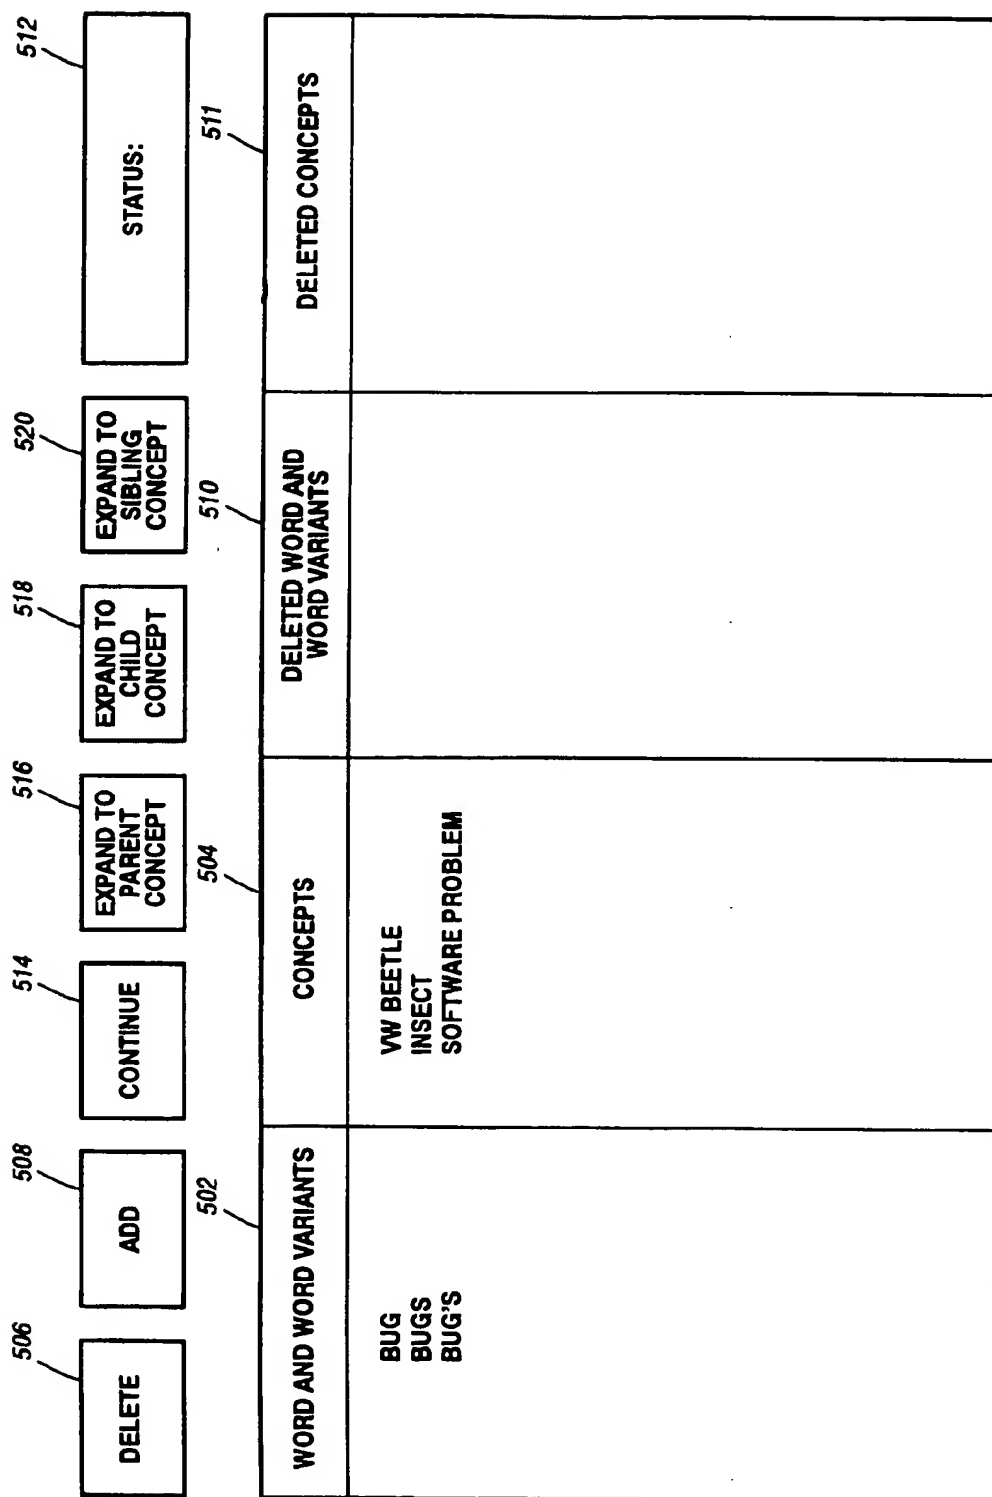 506
508
514
516
518
520
512
DELETE
ADD
CONTINUE
EXPAND TO
PARENT
CONCEPT
EXPAND TO
CHILD
CONCEPT
EXPAND TO
SIBLING
CONCEPT
STATUS:
502
504
510
511
WORD AND WORD VARIANTS
CONCEPTS
DELETED WORD AND
WORD VARIANTS
DELETED CONCEPTS
BUG
BUGS
BUG'S
VW BEETLE
INSECT
SOFTWARE PROBLEM